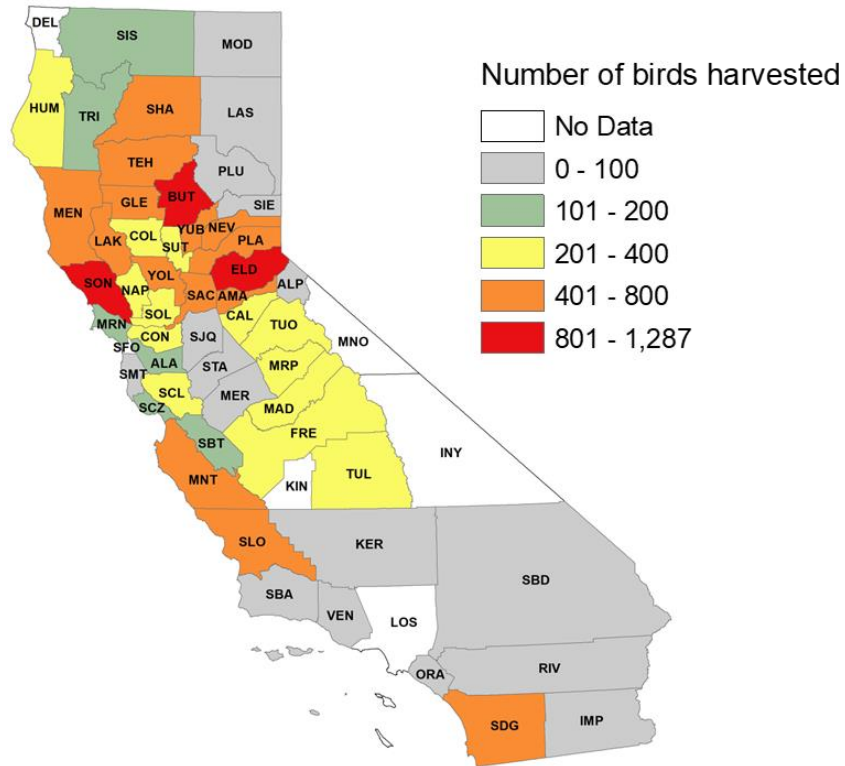 DEL
SIS
MOD
Number of birds harvested
No Data
0 - 100
101 - 200
201 - 400
401 - 800
801 - 1,287
HUM
TRI
SHA
LAS
TEH
PLU
BUT
GLE
SIE
MEN
COL
YUB
NEV
LAK
SUT
PLA
SON
YOL
ELD
NAP
SAC
AMA
ALP
SOL
CAL
MRN
CON
TUO
SFO
SJQ
MNO
ALA
SMT
STA
MRP
SCL
MER
SCZ
MAD
SBT
FRE
INY
MNT
KIN
TUL
SLO
KER
SBD
SBA
VEN
LOS
ORA
RIV
SDG
IMP